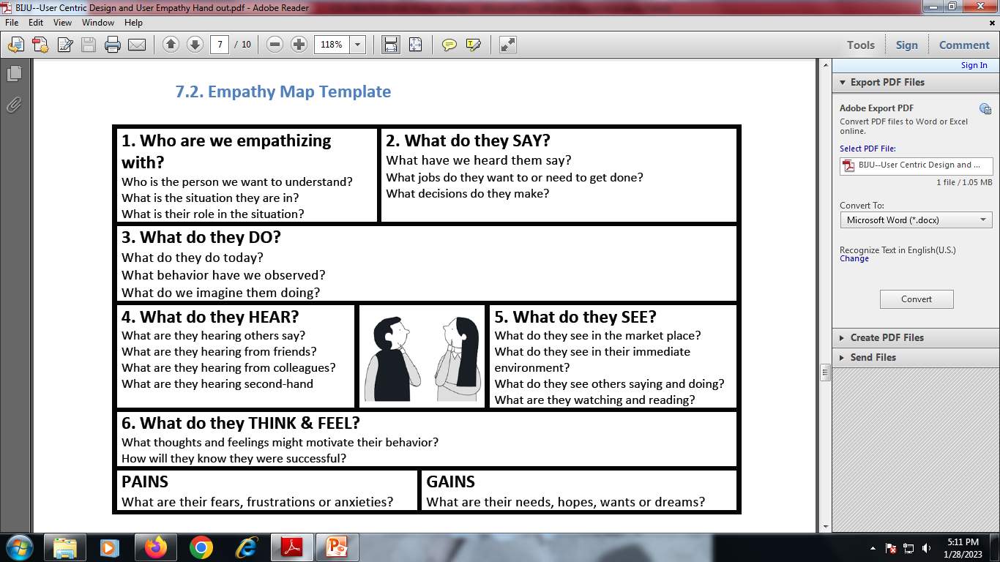 BIJU--User Centric Design and User Empathy Hand out.pdf - Adobe Reader
File Edit View Window Help
7 / 10 118% Tools Sign Comment
Sign In
7.2. Empathy Map Template
1. Who are we empathizing
with?
Who is the person we want to understand?
What is the situation they are in?
What is their role in the situation?
2. What do they SAY?
What have we heard them say?
What jobs do they want to or need to get done?
What decisions do they make?
3. What do they DO?
What do they do today?
What behavior have we observed?
What do we imagine them doing?
4. What do they HEAR?
What are they hearing others say?
What are they hearing from friends?
What are they hearing from colleagues?
What are they hearing second-hand
5. What do they SEE?
What do they see in the market place?
What do they see in their immediate
environment?
What do they see others saying and doing?
What are they watching and reading?
6. What do they THINK & FEEL?
What thoughts and feelings might motivate their behavior?
How will they know they were successful?
PAINS
What are their fears, frustrations or anxieties?
GAINS
What are their needs, hopes, wants or dreams?
Export PDF Files
Adobe Export PDF
Convert PDF files to Word or Excel
online.
Select PDF File:
BIJU--User Centric Design and ...
1 file / 1.05 MB
Convert To:
Microsoft Word (*.docx)
Recognize Text in English(U.S.)
Change
Convert
Create PDF Files
Send Files
5:11 PM
1/28/2023